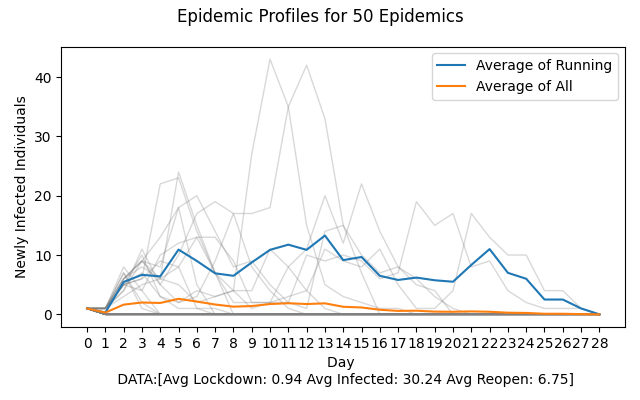 Epidemic Profiles for 50 Epidemics
Average of Running
Average of All
Newly Infected Individuals
40
30
20
10
0
0 1 2 3 4 5 6 7 8 9 10 11 12 13 14 15 16 17 18 19 20 21 22 23 24 25 26 27 28
Day
DATA:[Avg Lockdown: 0.94 Avg Infected: 30.24 Avg Reopen: 6.75]